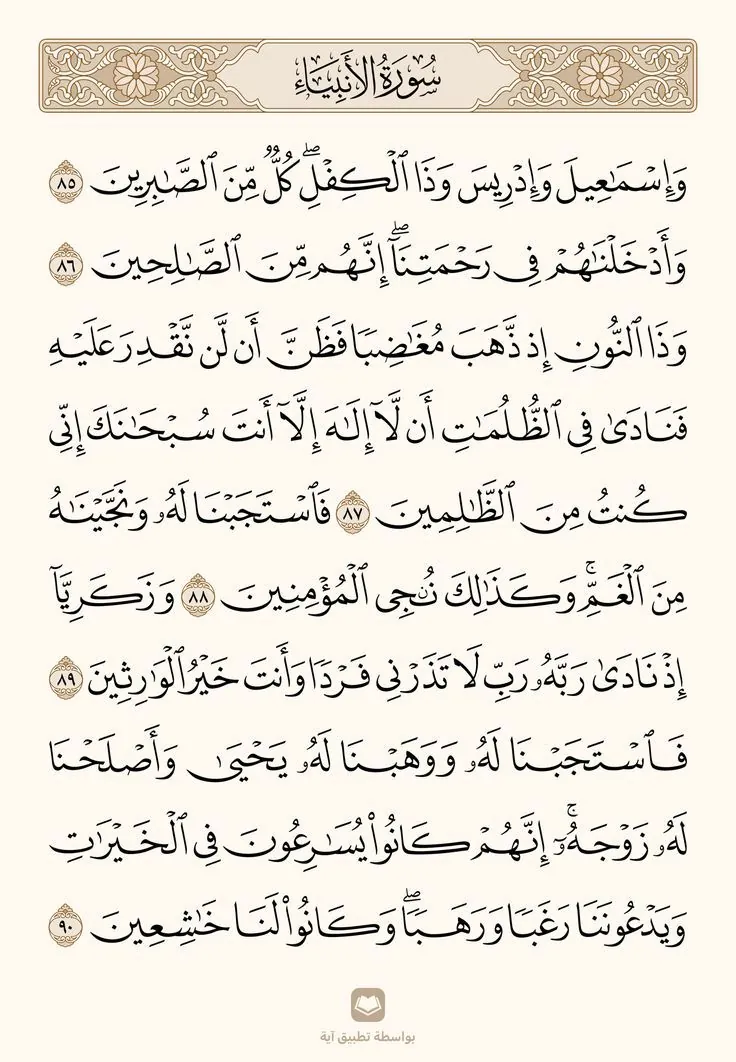 سُورَةُ الأَنبِيَاءِ
وَإِسۡمَٰعِيلَ وَإِدۡرِيسَ وَذَا ٱلۡكِفۡلِۖ كُلّٞ مِّنَ ٱلصَّٰبِرِينَ ٨٥
وَأَدۡخَلۡنَٰهُمۡ فِي رَحۡمَتِنَآۖ إِنَّهُم مِّنَ ٱلصَّٰلِحِينَ ٨٦
وَذَا ٱلنُّونِ إِذ ذَّهَبَ مُغَٰضِبٗا فَظَنَّ أَن لَّن نَّقۡدِرَ عَلَيۡهِ
فَنَادَىٰ فِي ٱلظُّلُمَٰتِ أَن لَّآ إِلَٰهَ إِلَّآ أَنتَ سُبۡحَٰنَكَ إِنِّي
كُنتُ مِنَ ٱلظَّٰلِمِينَ ٨٧ فَٱسۡتَجَبۡنَا لَهُۥ وَنَجَّيۡنَٰهُ
مِنَ ٱلۡغَمِّۚ وَكَذَٰلِكَ نُۨجِي ٱلۡمُؤۡمِنِينَ ٨٨ وَزَكَرِيَّآ
إِذۡ نَادَىٰ رَبَّهُۥ رَبِّ لَا تَذَرۡنِي فَرۡدٗا وَأَنتَ خَيۡرُ ٱلۡوَٰرِثِينَ ٨٩
فَٱسۡتَجَبۡنَا لَهُۥ وَوَهَبۡنَا لَهُۥ يَحۡيَىٰ وَأَصۡلَحۡنَا
لَهُۥ زَوۡجَهُۥٓۚ إِنَّهُمۡ كَانُواْ يُسَٰرِعُونَ فِي ٱلۡخَيۡرَٰتِ
وَيَدۡعُونَنَا رَغَبٗا وَرَهَبٗاۖ وَكَانُواْ لَنَا خَٰشِعِينَ ٩٠
بواسطة تطبيق آية